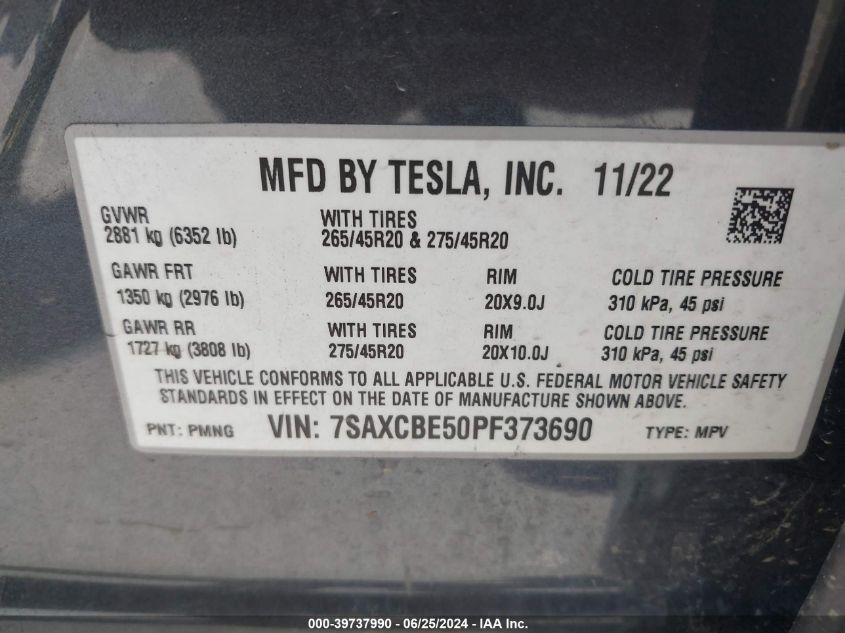 MFD BY TESLA, INC. 11/22
GVWR WITH TIRES
2881 kg (6352 lb) 265/45R20 & 275/45R20
GAWR FRT WITH TIRES RIM COLD TIRE PRESSURE
1350 kg (2976 lb) 265/45R20 20X9.0J 310 kPa, 45 psi
GAWR RR WITH TIRES RIM COLD TIRE PRESSURE
1727 kg (3808 lb) 275/45R20 20X10.0J 310 kPa, 45 psi
THIS VEHICLE CONFORMS TO ALL APPLICABLE U.S. FEDERAL MOTOR VEHICLE SAFETY
STANDARDS IN EFFECT ON THE DATE OF MANUFACTURE SHOWN ABOVE.
PNT: PMNG VIN: 7SAXCBE50PF373690 TYPE: MPV
000-39737990 - 06/25/2024 - IAA Inc.